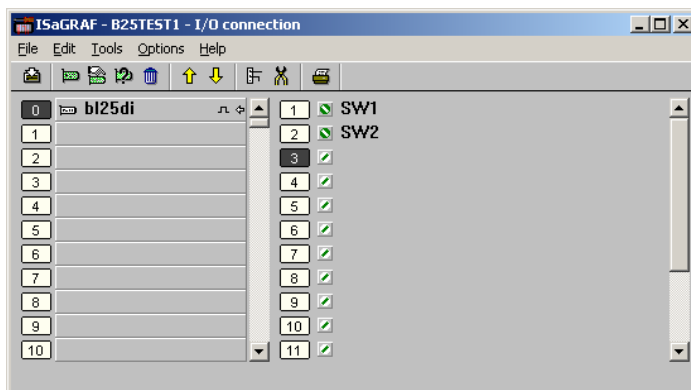 ISaGRAF - B25TEST1 - I/O connection
File Edit Tools Options Help
0 bl25di 1 SW1
1 2 SW2
2 3
3 4
4 5
5 6
6 7
7 8
8 9
9 10
10 11